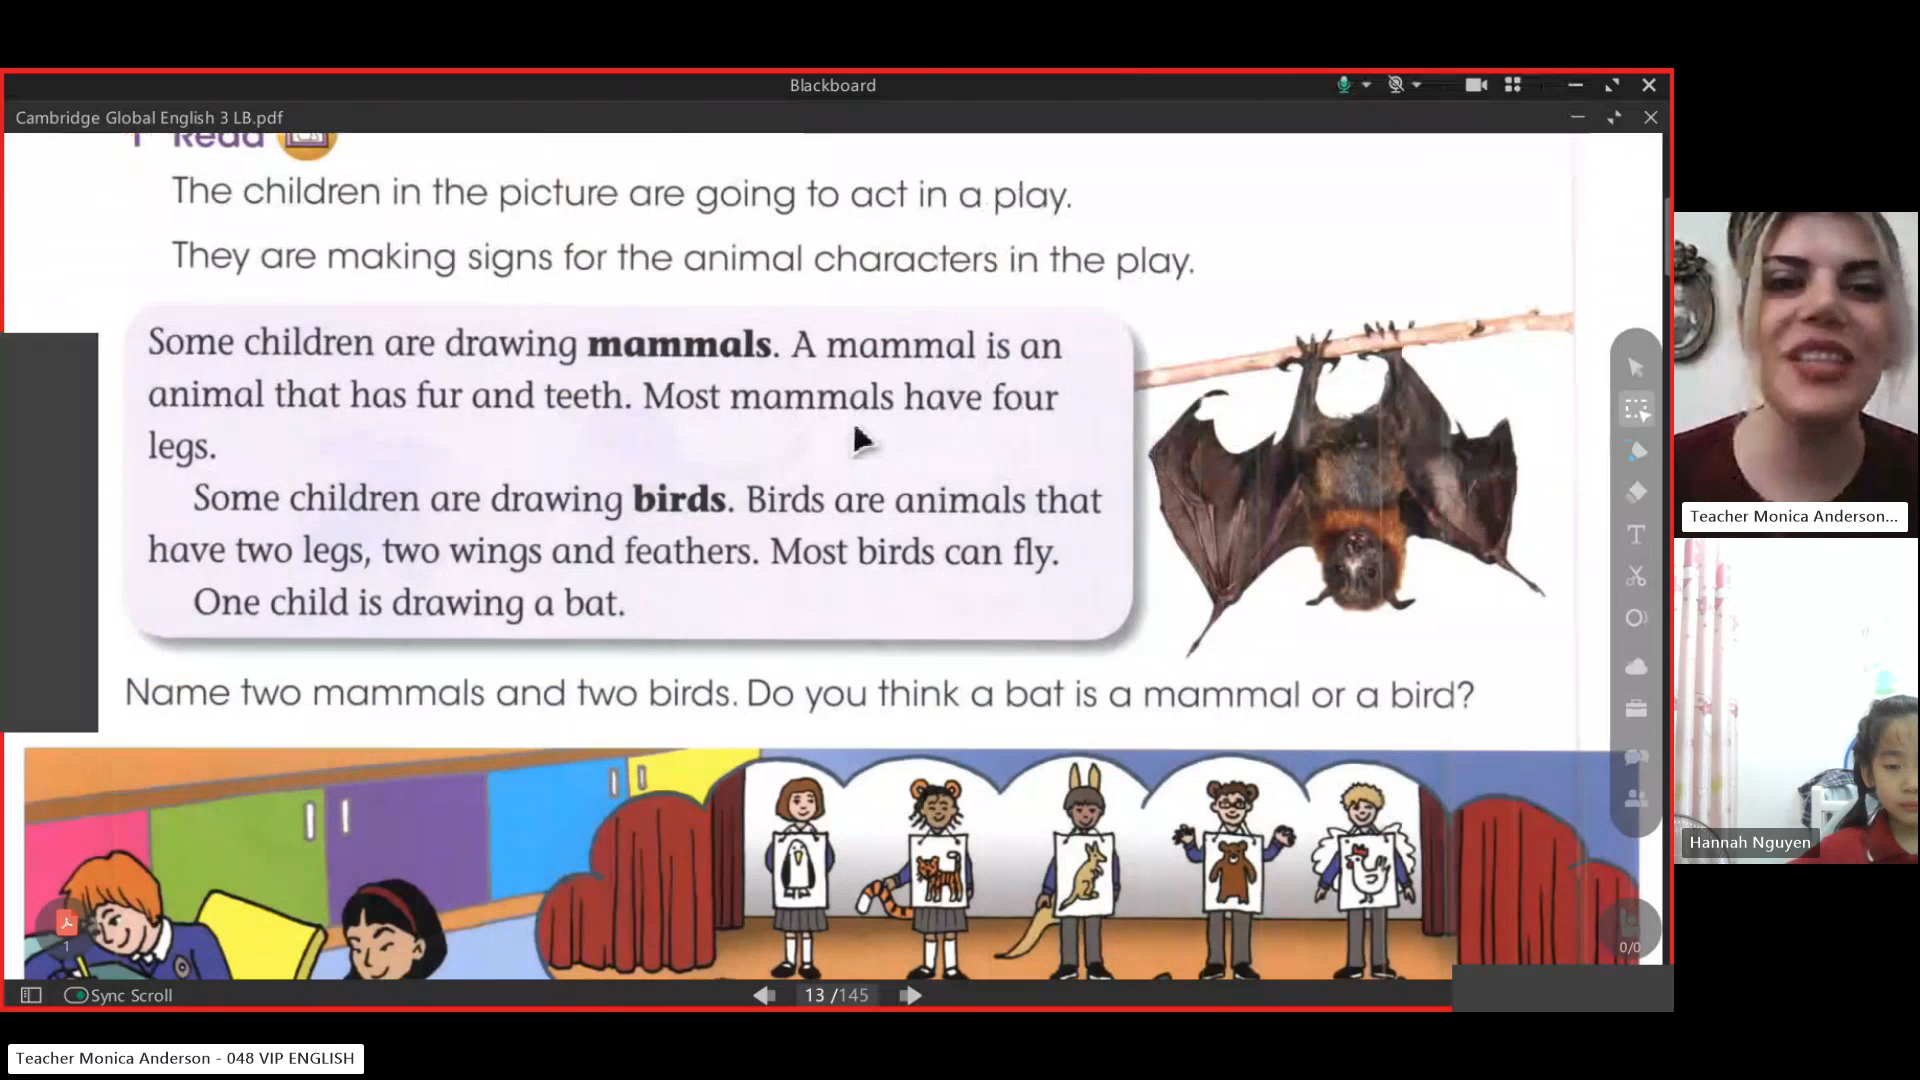 Blackboard
Cambridge Global English 3 LB.pdf
1 Read
The children in the picture are going to act in a play.
They are making signs for the animal characters in the play.
Some children are drawing mammals. A mammal is an
animal that has fur and teeth. Most mammals have four
legs.
Some children are drawing birds. Birds are animals that
have two legs, two wings and feathers. Most birds can fly.
One child is drawing a bat.
Name two mammals and two birds. Do you think a bat is a mammal or a bird?
1
0/0
Sync Scroll
13 /145
Teacher Monica Anderson...
Hannah Nguyen
Teacher Monica Anderson - 048 VIP ENGLISH